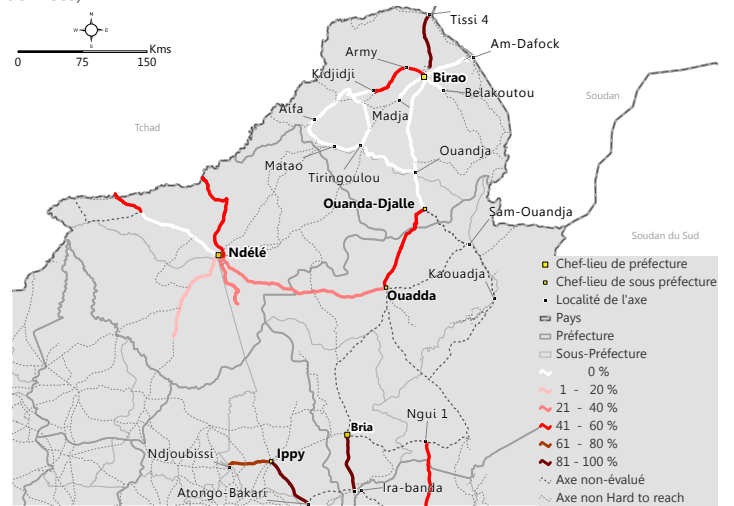 N
W E
S
0 75 150 Kms
Tissi 4
Am-Dafock
Army
Kidjidji
Birao
Belakoutou
Soudan
Aifa
Madja
Tchad
Ouandja
Matao
Tiringoulou
Ouanda-Djalle
Sam-Ouandja
Soudan du Sud
Ndélé
Kaouadja
Ouadda
Chef-lieu de préfecture
Chef-lieu de sous préfecture
Localité de l'axe
Pays
Préfecture
Sous-Préfecture
0 %
1 - 20 %
21 - 40 %
41 - 60 %
61 - 80 %
81 - 100 %
Axe non-évalué
Axe non Hard to reach
Ngui 1
Bria
Ippy
Ndjoubissi
Atongo-Bakari
Ira-banda